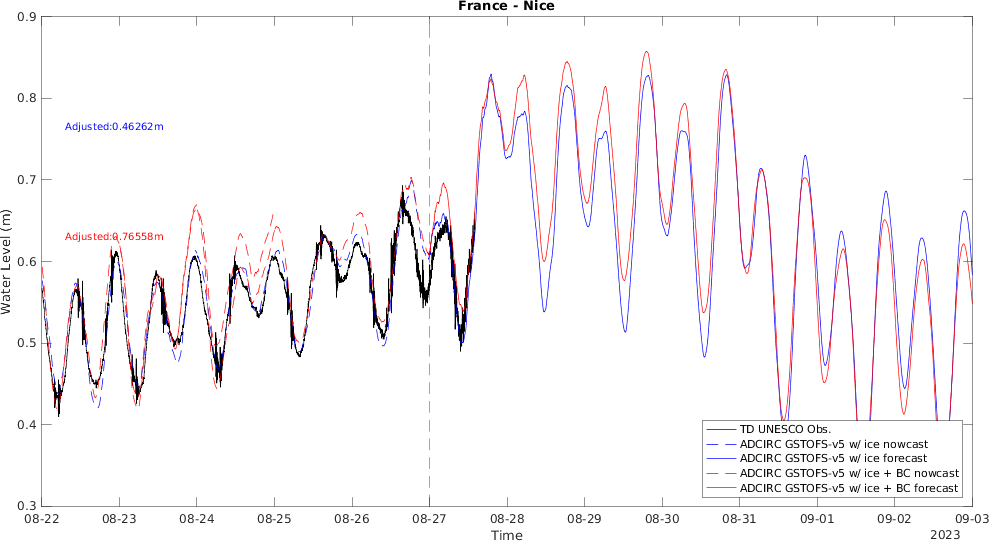 France - Nice
0.9
0.8
0.7
0.6
0.5
0.4
0.3
Water Level (m)
Adjusted:0.46262m
Adjusted:0.76558m
TD UNESCO Obs.
ADCIRC GSTOFS-v5 w/ ice nowcast
ADCIRC GSTOFS-v5 w/ ice forecast
ADCIRC GSTOFS-v5 w/ ice + BC nowcast
ADCIRC GSTOFS-v5 w/ ice + BC forecast
08-22 08-23 08-24 08-25 08-26 08-27 08-28 08-29 08-30 08-31 09-01 09-02 09-03
Time
2023